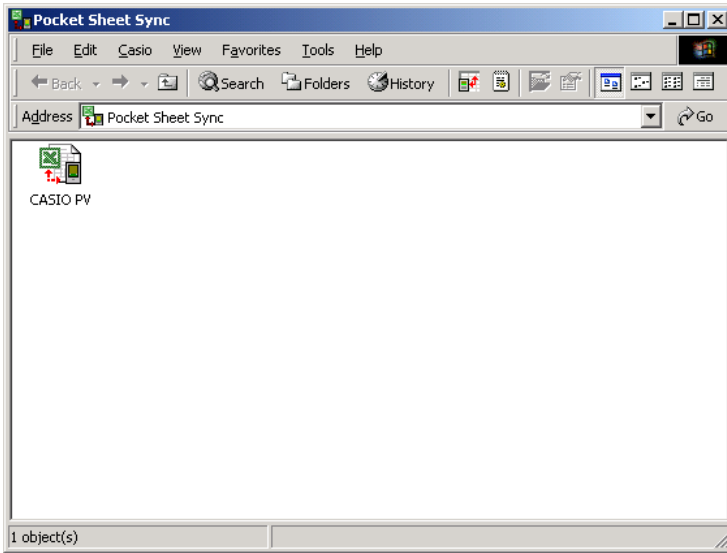 Pocket Sheet Sync
File Edit Casio View Favorites Tools Help
Back Search Folders History
Address Pocket Sheet Sync Go
CASIO PV
1 object(s)